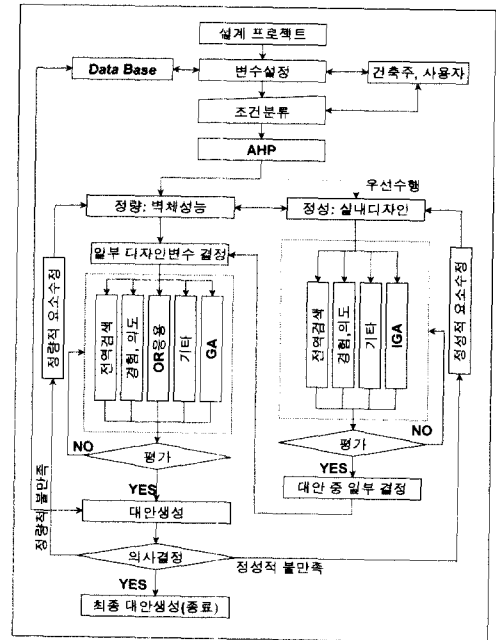 설계 프로젝트
Data Base
변수설정
건축주, 사용자
조건분류
AHP
우선수행
정량: 벽체성능
정성: 실내디자인
일부 디자인변수 결정
정량적 요소수정
정성적 요소수정
전역검색
경험,의도
OR응용
기타
GA
전역검색
경험,의도
기타
IGA
NO
평가
YES
평가
NO
YES
대안생성
대안 중 일부 결정
정량적 불만족
의사결정
정성적 불만족
YES
최종 대안생성(종료)